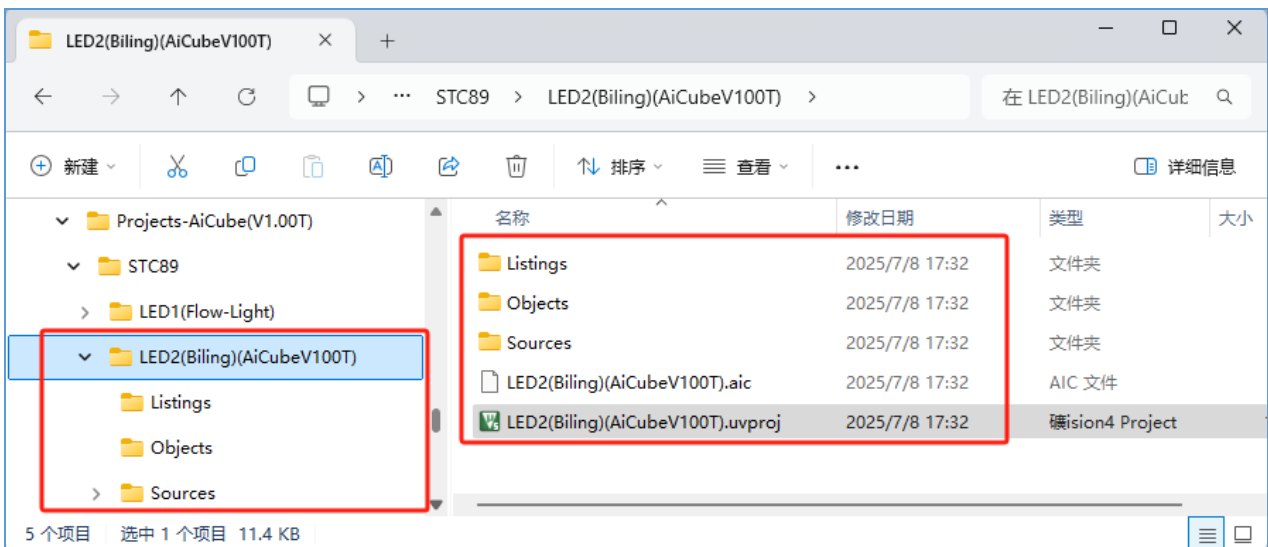 LED2(Biling)(AiCubeV100T)
STC89 > LED2(Biling)(AiCubeV100T) >
在 LED2(Biling)(AiCub
新建 排序 查看 详细信息
Projects-AiCube(V1.00T)
STC89
LED1(Flow-Light)
LED2(Biling)(AiCubeV100T)
Listings
Objects
Sources
名称 修改日期 类型 大小
Listings 2025/7/8 17:32 文件夹
Objects 2025/7/8 17:32 文件夹
Sources 2025/7/8 17:32 文件夹
LED2(Biling)(AiCubeV100T).aic 2025/7/8 17:32 AIC 文件
LED2(Biling)(AiCubeV100T).uvproj 2025/7/8 17:32 礦ision4 Project
5 个项目 选中 1 个项目 11.4 KB